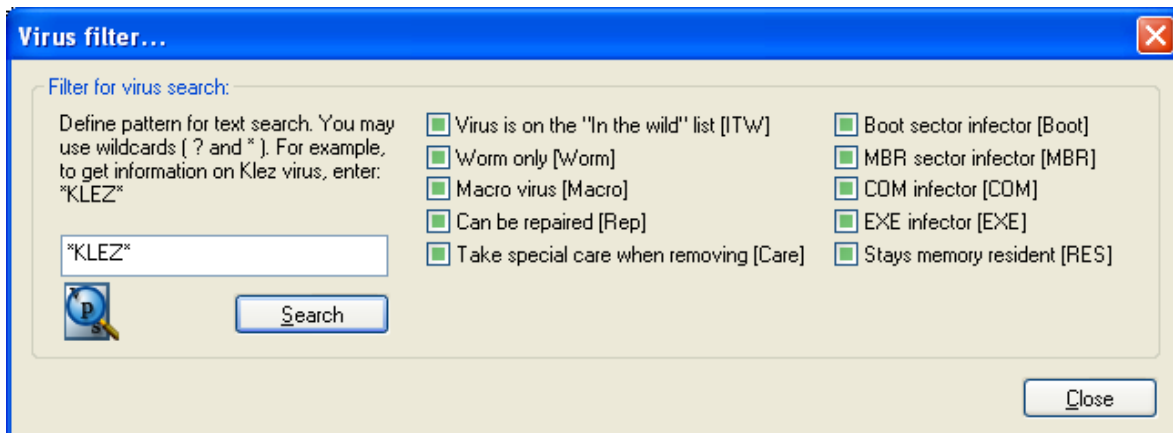 Virus filter...
Filter for virus search:
Define pattern for text search. You may
use wildcards ( ? and * ). For example,
to get information on Klez virus, enter:
*KLEZ*
*KLEZ*
Search
Virus is on the "In the wild" list [ITW]
Worm only [Worm]
Macro virus [Macro]
Can be repaired [Rep]
Take special care when removing [Care]
Boot sector infector [Boot]
MBR sector infector [MBR]
COM infector [COM]
EXE infector [EXE]
Stays memory resident [RES]
Close